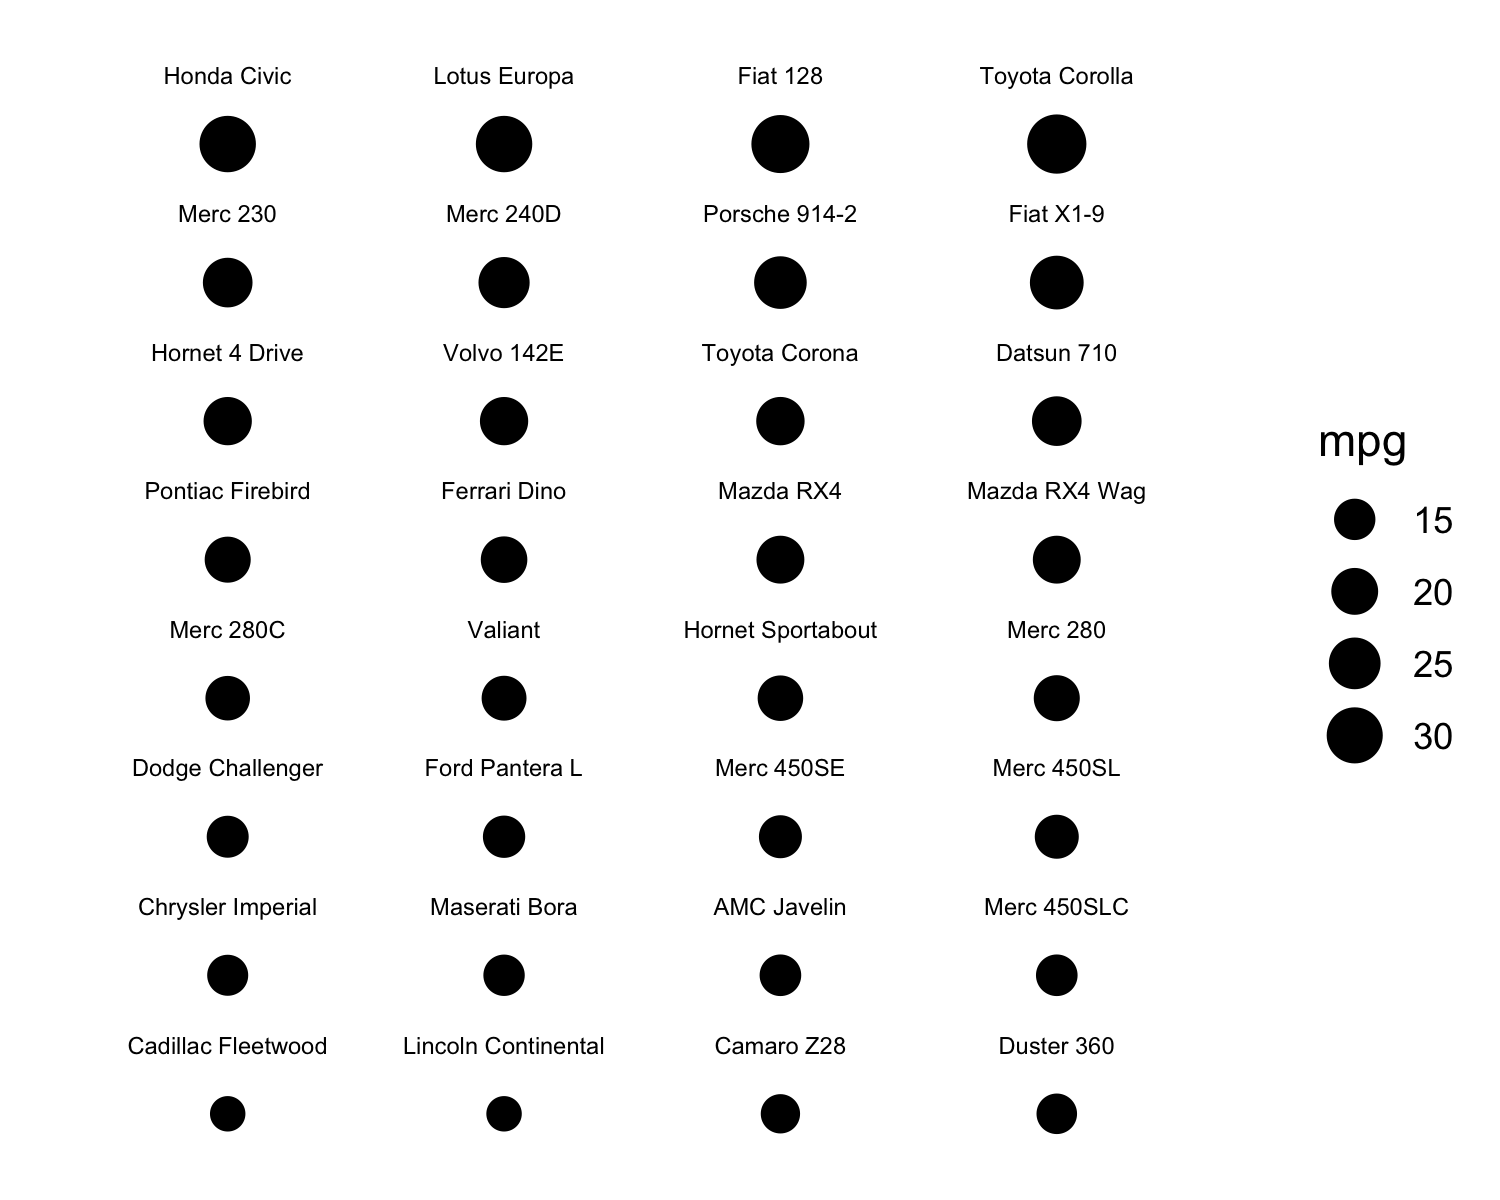 Honda Civic
Lotus Europa
Fiat 128
Toyota Corolla
Merc 230
Merc 240D
Porsche 914-2
Fiat X1-9
Hornet 4 Drive
Volvo 142E
Toyota Corona
Datsun 710
Pontiac Firebird
Ferrari Dino
Mazda RX4
Mazda RX4 Wag
Merc 280C
Valiant
Hornet Sportabout
Merc 280
Dodge Challenger
Ford Pantera L
Merc 450SE
Merc 450SL
Chrysler Imperial
Maserati Bora
AMC Javelin
Merc 450SLC
Cadillac Fleetwood
Lincoln Continental
Camaro Z28
Duster 360
mpg
15
20
25
30